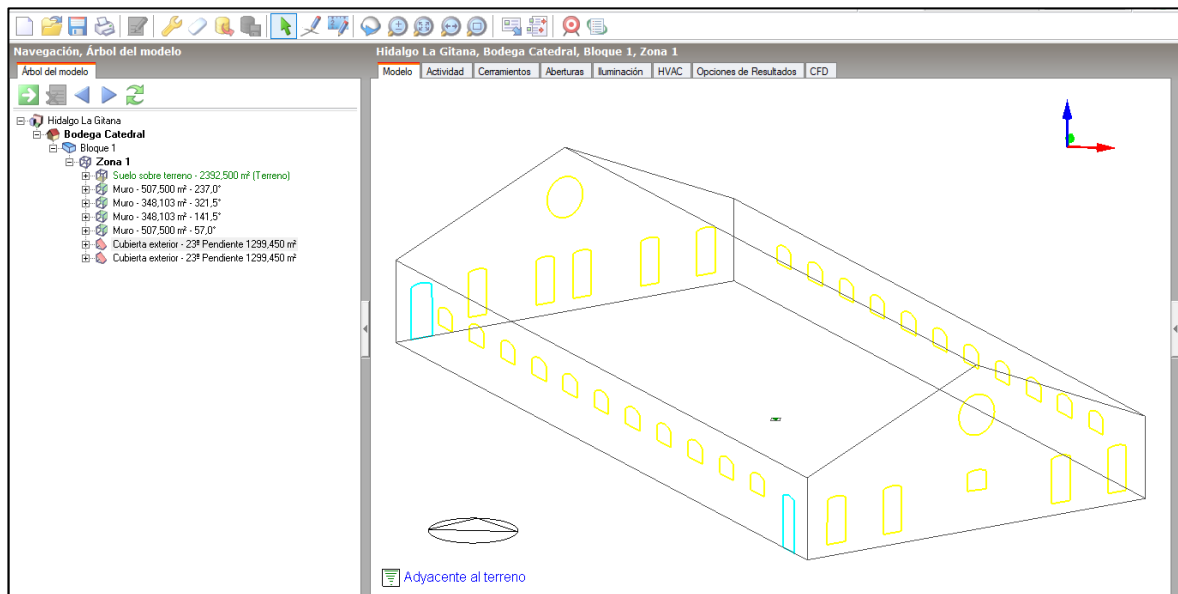 Navegación, Árbol del modelo
Árbol del modelo
Hidalgo La Gitana
Bodega Catedral
Bloque 1
Zona 1
Suelo sobre terreno - 2392,500 m² (Terreno)
Muro - 507,500 m² - 237,0°
Muro - 348,103 m² - 321,5°
Muro - 348,103 m² - 141,5°
Muro - 507,500 m² - 57,0°
Cubierta exterior - 23º Pendiente 1299,450 m²
Cubierta exterior - 23º Pendiente 1299,450 m²
Hidalgo La Gitana, Bodega Catedral, Bloque 1, Zona 1
Modelo Actividad Cerramientos Aberturas Iluminación HVAC Opciones de Resultados CFD
Adyacente al terreno